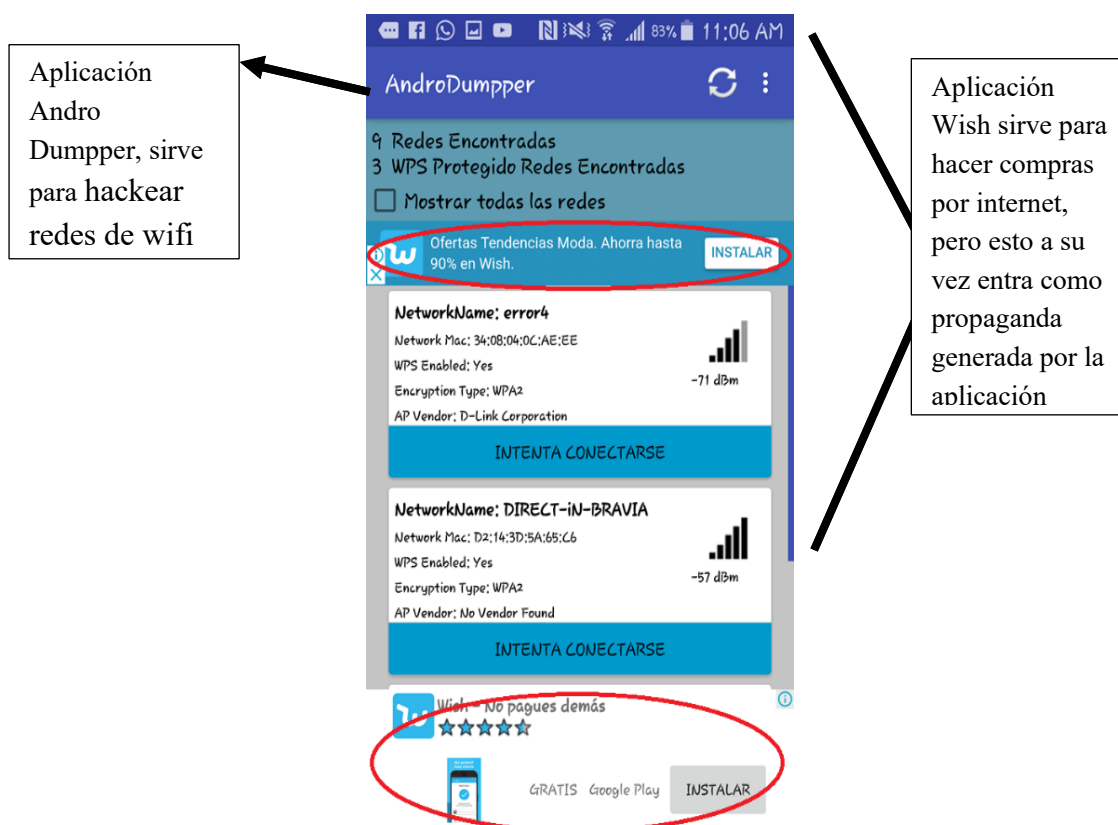 Aplicación
Andro
Dumpper, sirve
para hackear
redes de wifi
83% 11:06 AM
AndroDumpper
9 Redes Encontradas
3 WPS Protegido Redes Encontradas
Mostrar todas las redes
Ofertas Tendencias Moda. Ahorra hasta
90% en Wish.
INSTALAR
NetworkName: error4
Network Mac: 34:08:04:0C:AE:EE
WPS Enabled: Yes
Encryption Type: WPA2
AP Vendor: D-Link Corporation
-71 dBm
INTENTA CONECTARSE
NetworkName: DIRECT-iN-BRAVIA
Network Mac: D2:14:3D:5A:65:C6
WPS Enabled: Yes
Encryption Type: WPA2
AP Vendor: No Vendor Found
-57 dBm
INTENTA CONECTARSE
Wish - No pagues demás
GRATIS Google Play
INSTALAR
Aplicación
Wish sirve para
hacer compras
por internet,
pero esto a su
vez entra como
propaganda
generada por la
aplicación